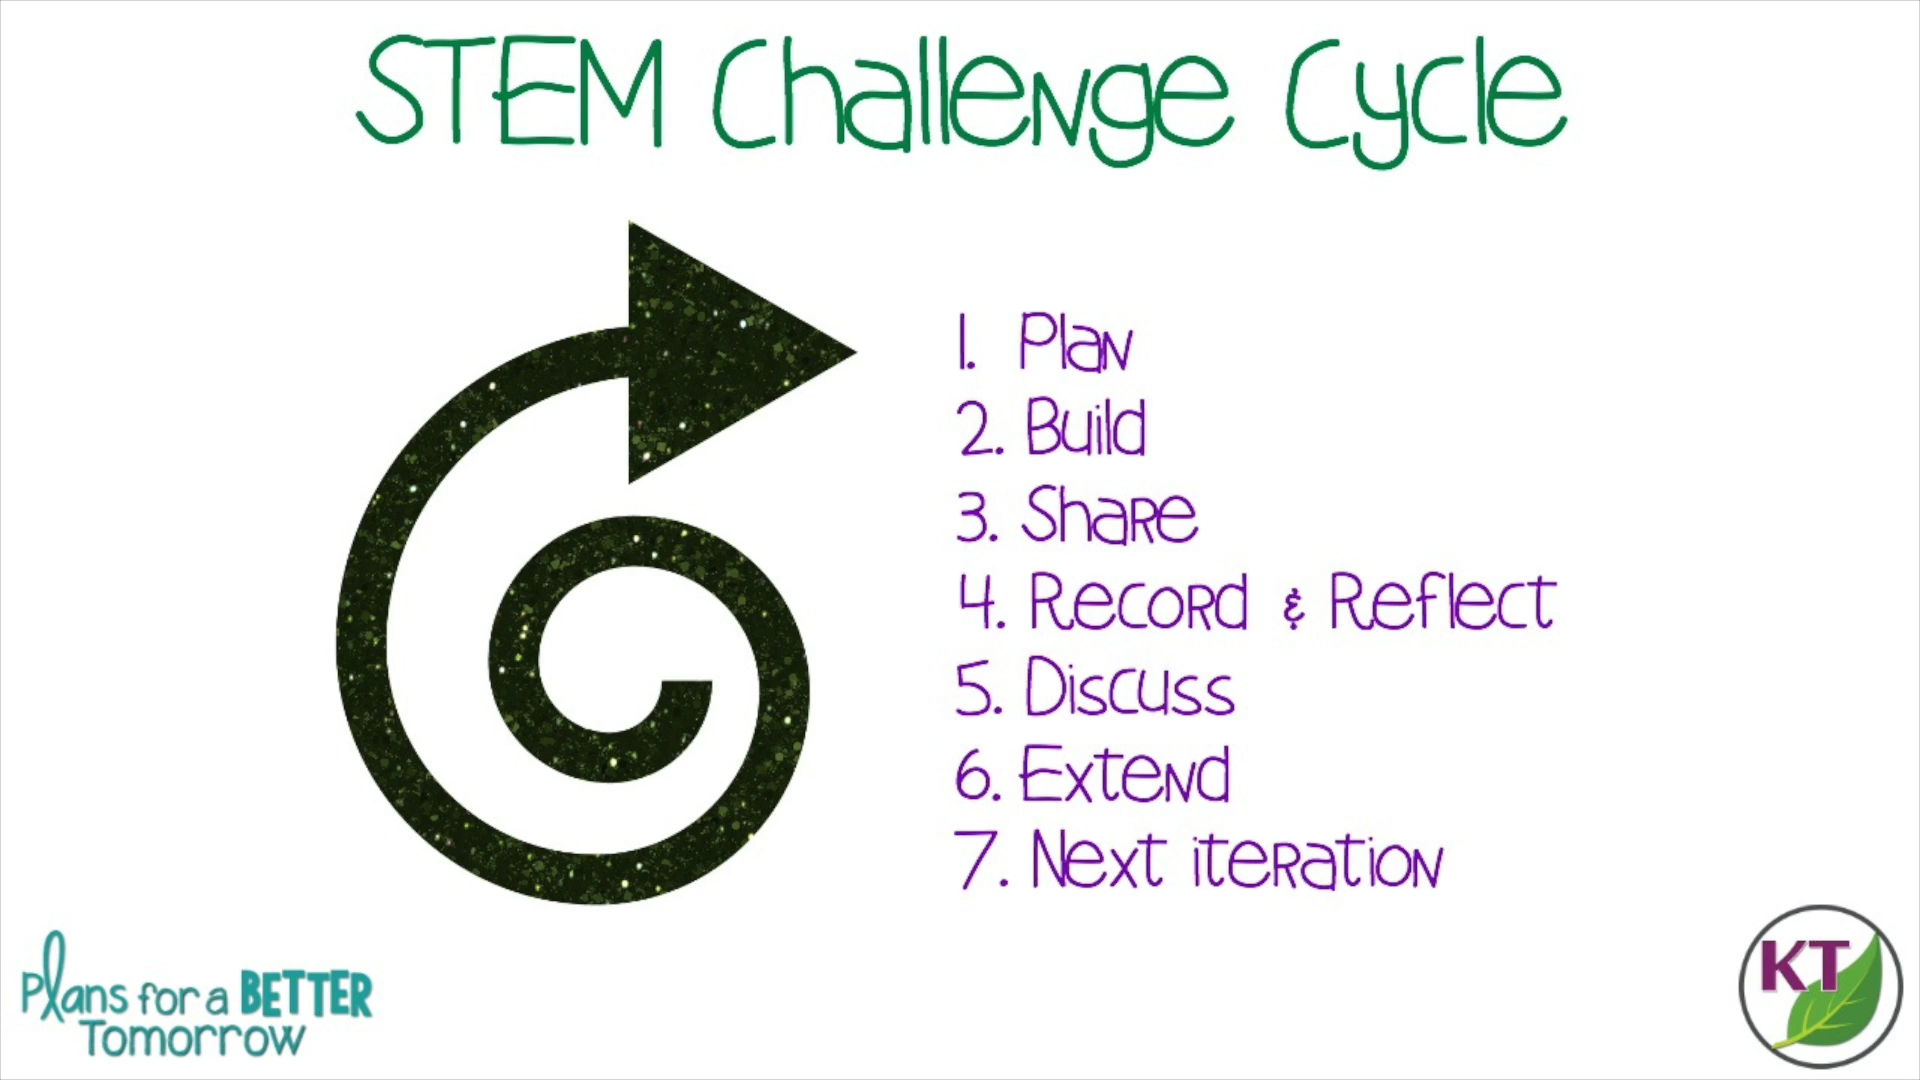 STEM Challenge Cycle
1. Plan
2. Build
3. Share
4. Record & Reflect
5. Discuss
6. Extend
7. Next iteration
Plans for a BETTER
Tomorrow
KT